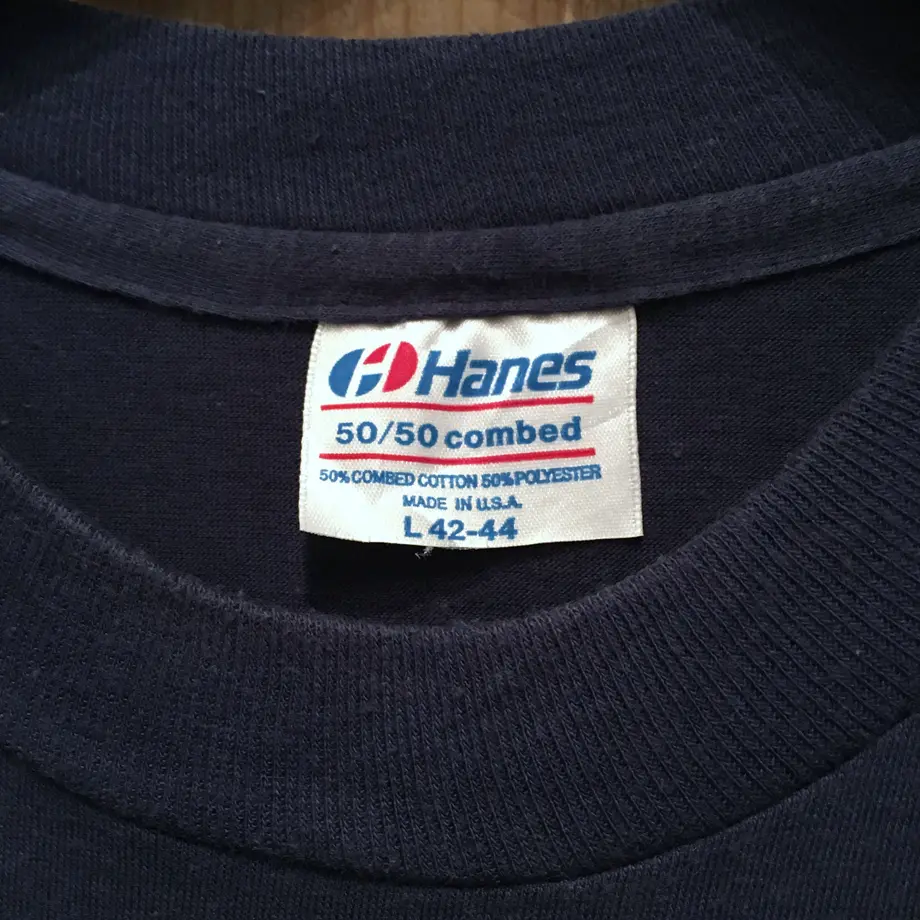 Hanes
50/50 combed
50% COMBED COTTON 50% POLYESTER
MADE IN U.S.A.
L 42-44